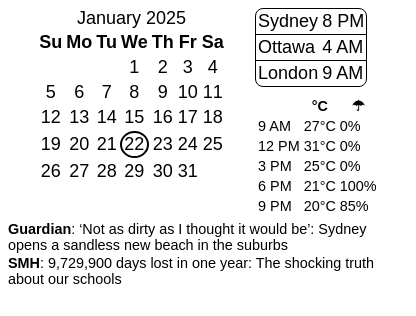 January 2025
Su Mo Tu We Th Fr Sa
1 2 3 4
5 6 7 8 9 10 11
12 13 14 15 16 17 18
19 20 21 22 23 24 25
26 27 28 29 30 31
Sydney 8 PM
Ottawa 4 AM
London 9 AM
°C ☂
9 AM 27°C 0%
12 PM 31°C 0%
3 PM 25°C 0%
6 PM 21°C 100%
9 PM 20°C 85%
Guardian: ‘Not as dirty as I thought it would be’: Sydney
opens a sandless new beach in the suburbs
SMH: 9,729,900 days lost in one year: The shocking truth
about our schools